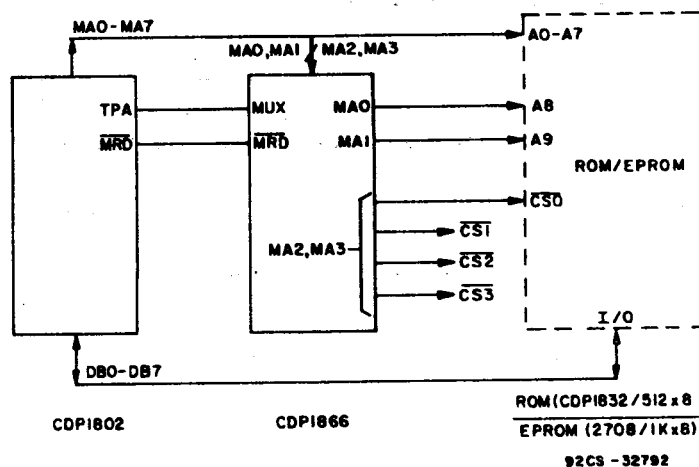 MA0-MA7
MA0,MA1
MA2,MA3
A0-A7
TPA
MUX
MA0
A8
MRD
MRD
MA1
A9
ROM/EPROM
CS0
CS1
MA2,MA3
CS2
CS3
I/O
DB0-DB7
CDP1802
CDP1866
ROM(CDP1832/512x8
EPROM (2708/1Kx8)
92CS-32792